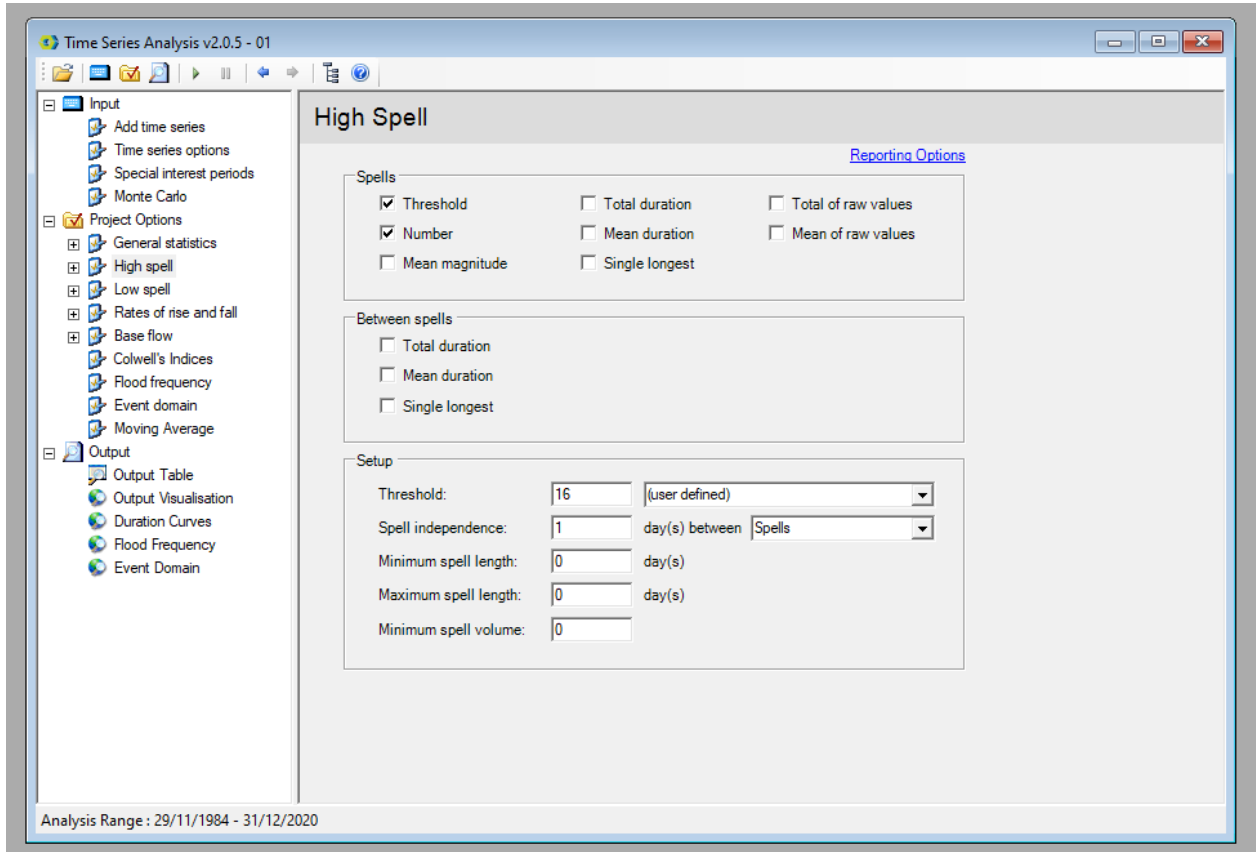 Time Series Analysis v2.0.5 - 01
Input
Add time series
Time series options
Special interest periods
Monte Carlo
Project Options
General statistics
High spell
Low spell
Rates of rise and fall
Base flow
Colwell's Indices
Flood frequency
Event domain
Moving Average
Output
Output Table
Output Visualisation
Duration Curves
Flood Frequency
Event Domain
High Spell
Reporting Options
Spells
Threshold Total duration Total of raw values
Number Mean duration Mean of raw values
Mean magnitude Single longest
Between spells
Total duration
Mean duration
Single longest
Setup
Threshold: 16 (user defined)
Spell independence: 1 day(s) between Spells
Minimum spell length: 0 day(s)
Maximum spell length: 0 day(s)
Minimum spell volume: 0
Analysis Range : 29/11/1984 - 31/12/2020